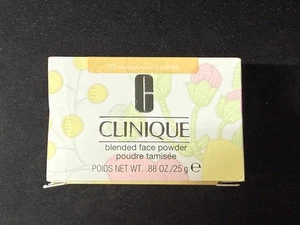 C
CLINIQUE
blended face powder
poudre tamisée
POIDS NET WT. .88 OZ./25 g ℮